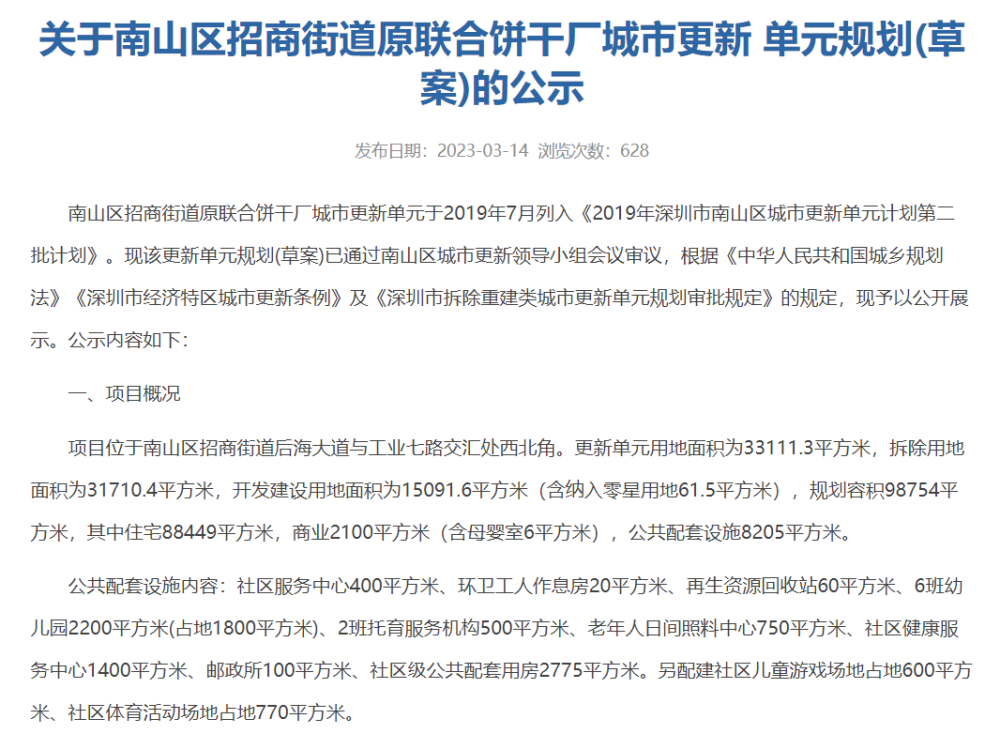 关于南山区招商街道原联合饼干厂城市更新 单元规划(草
案)的公示
发布日期：2023-03-14 浏览次数：628
南山区招商街道原联合饼干厂城市更新单元于2019年7月列入《2019年深圳市南山区城市更新单元计划第二
批计划》。现该更新单元规划(草案)已通过南山区城市更新领导小组会议审议，根据《中华人民共和国城乡规划
法》《深圳市经济特区城市更新条例》及《深圳市拆除重建类城市更新单元规划审批规定》的规定，现予以公开展
示。公示内容如下：
一、项目概况
项目位于南山区招商街道后海大道与工业七路交汇处西北角。更新单元用地面积为33111.3平方米，拆除用地
面积为31710.4平方米，开发建设用地面积为15091.6平方米（含纳入零星用地61.5平方米），规划容积98754平
方米，其中住宅88449平方米，商业2100平方米（含母婴室6平方米），公共配套设施8205平方米。
公共配套设施内容：社区服务中心400平方米、环卫工人作息房20平方米、再生资源回收站60平方米、6班幼
儿园2200平方米(占地1800平方米)、2班托育服务机构500平方米、老年人日间照料中心750平方米、社区健康服
务中心1400平方米、邮政所100平方米、社区级公共配套用房2775平方米。另配建社区儿童游戏场地占地600平方
米、社区体育活动场地占地770平方米。